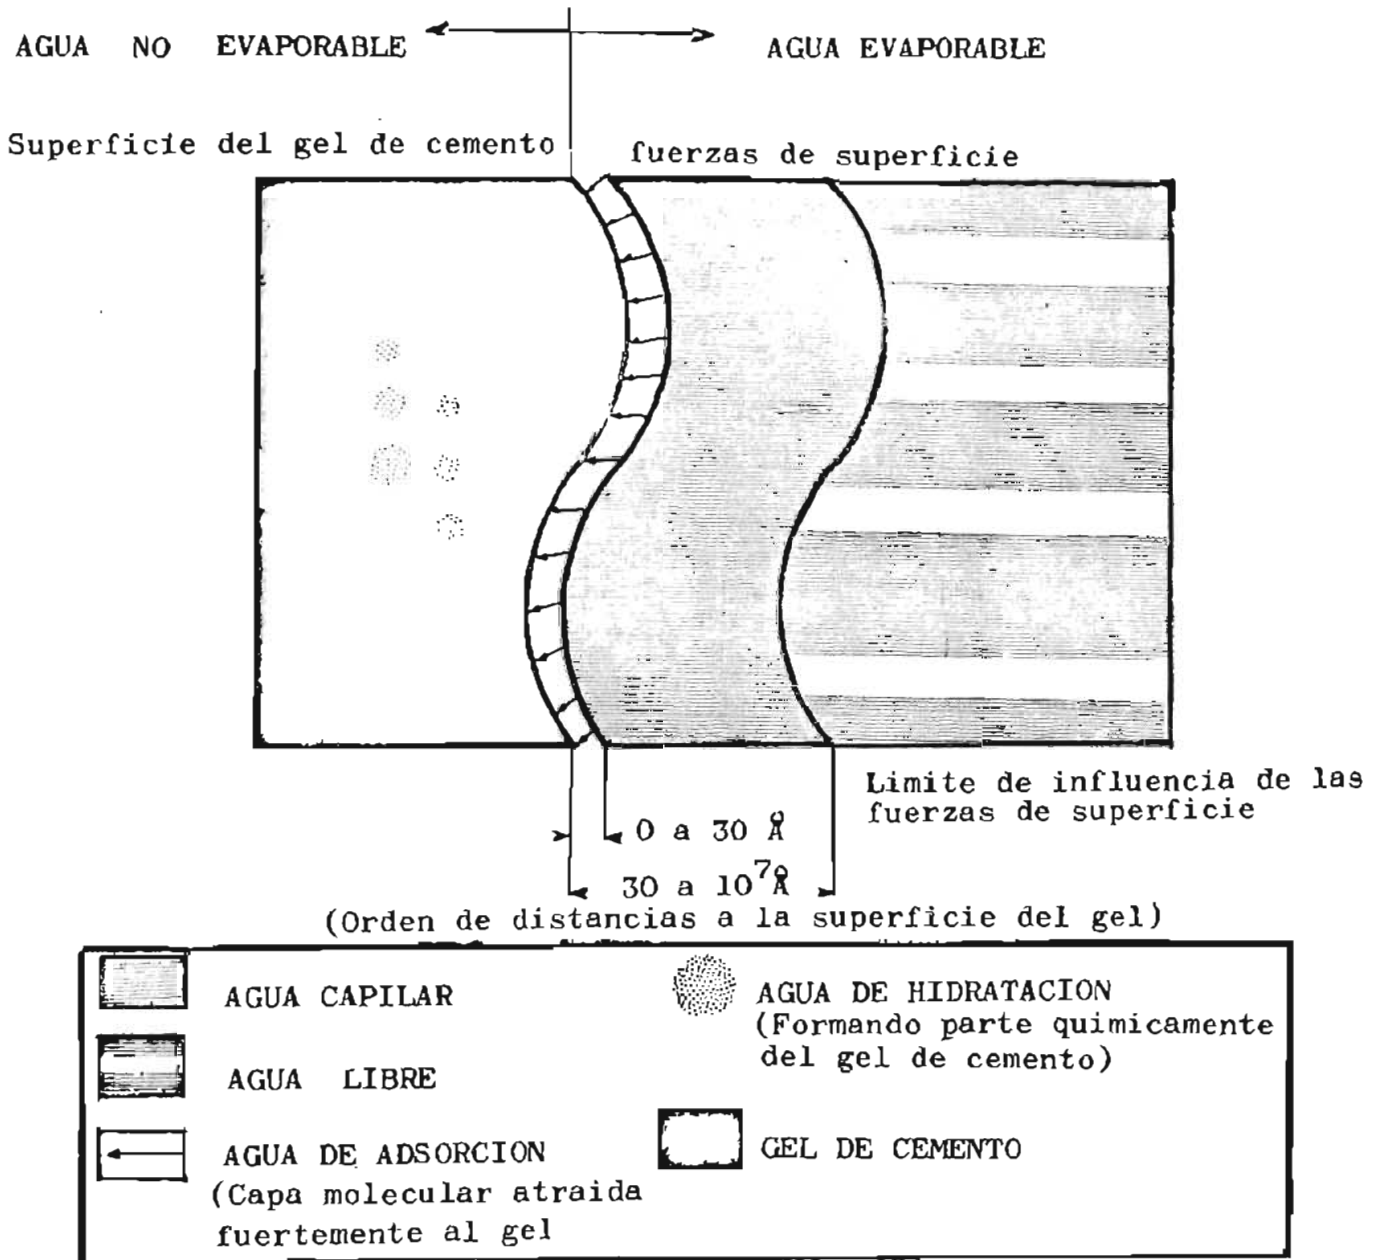 AGUA NO EVAPORABLE
AGUA EVAPORABLE
Superficie del gel de cemento
fuerzas de superficie
Limite de influencia de las
fuerzas de superficie
0 a 30 Å
30 a 10⁷Å
(Orden de distancias a la superficie del gel)
AGUA CAPILAR
AGUA LIBRE
AGUA DE ADSORCION
(Capa molecular atraida
fuertemente al gel
AGUA DE HIDRATACION
(Formando parte quimicamente
del gel de cemento)
GEL DE CEMENTO